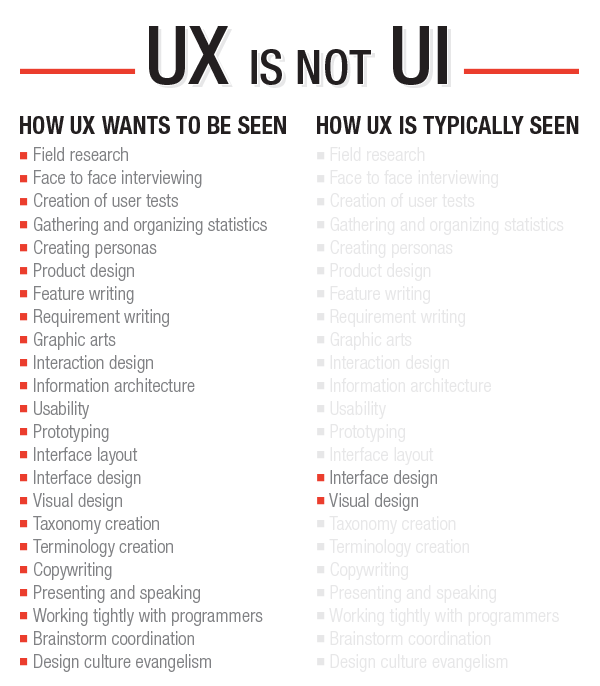 UX IS NOT UI
HOW UX WANTS TO BE SEEN
Field research
Face to face interviewing
Creation of user tests
Gathering and organizing statistics
Creating personas
Product design
Feature writing
Requirement writing
Graphic arts
Interaction design
Information architecture
Usability
Prototyping
Interface layout
Interface design
Visual design
Taxonomy creation
Terminology creation
Copywriting
Presenting and speaking
Working tightly with programmers
Brainstorm coordination
Design culture evangelism
HOW UX IS TYPICALLY SEEN
Field research
Face to face interviewing
Creation of user tests
Gathering and organizing statistics
Creating personas
Product design
Feature writing
Requirement writing
Graphic arts
Interaction design
Information architecture
Usability
Prototyping
Interface layout
Interface design
Visual design
Taxonomy creation
Terminology creation
Copywriting
Presenting and speaking
Working tightly with programmers
Brainstorm coordination
Design culture evangelism